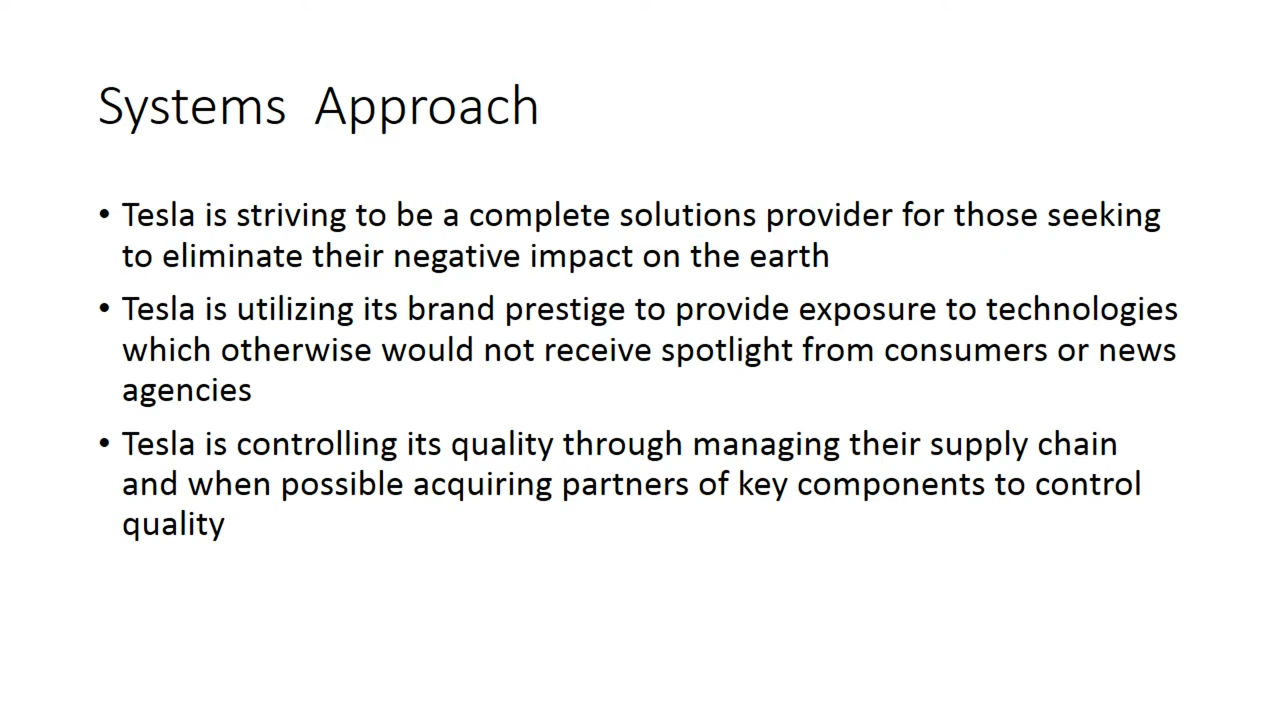 Systems Approach
• Tesla is striving to be a complete solutions provider for those seeking
to eliminate their negative impact on the earth
• Tesla is utilizing its brand prestige to provide exposure to technologies
which otherwise would not receive spotlight from consumers or news
agencies
• Tesla is controlling its quality through managing their supply chain
and when possible acquiring partners of key components to control
quality